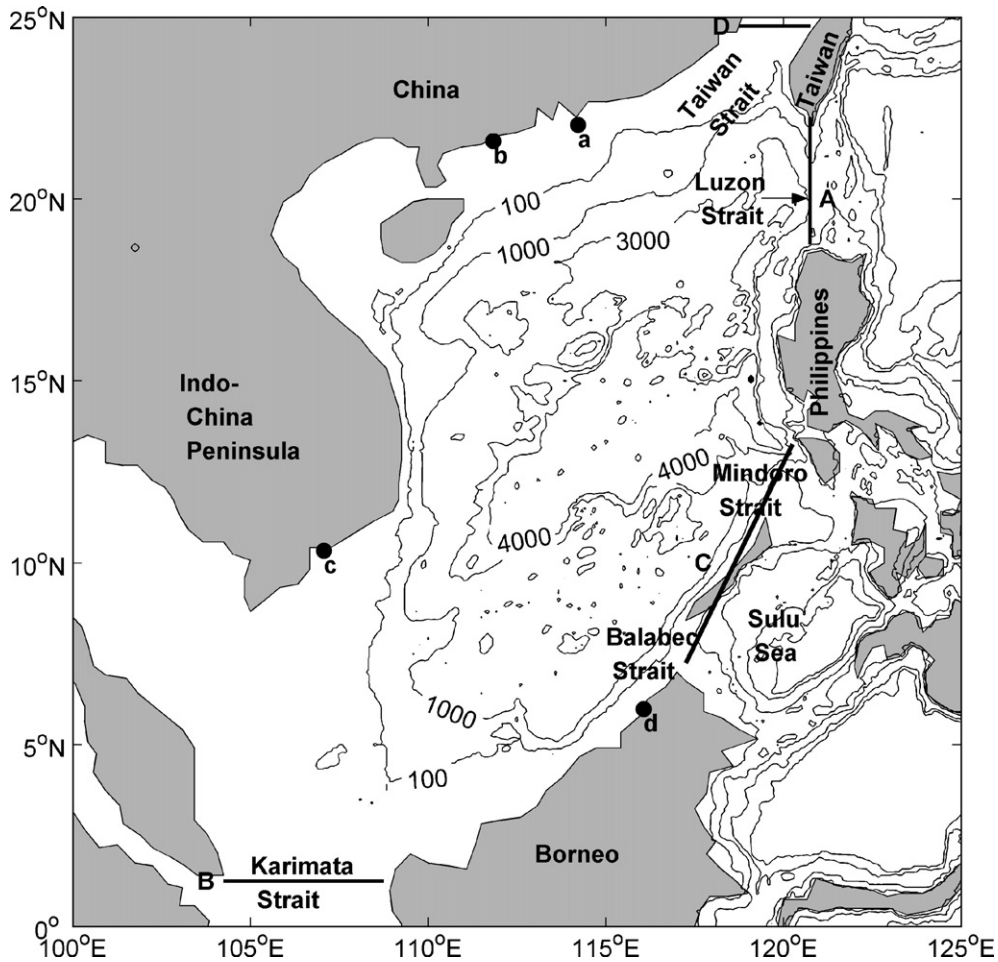 25°N
D
China
Taiwan
Strait
Taiwan
a
b
20°N
Luzon
Strait
A
100
1000
3000
15°N
Indo-
China
Peninsula
Philippines
4000
Mindoro
Strait
4000
10°N
c
C
Balabec
Strait
Sulu
Sea
1000
d
5°N
100
B
Karimata
Strait
Borneo
0°
100°E
105°E
110°E
115°E
120°E
125°E